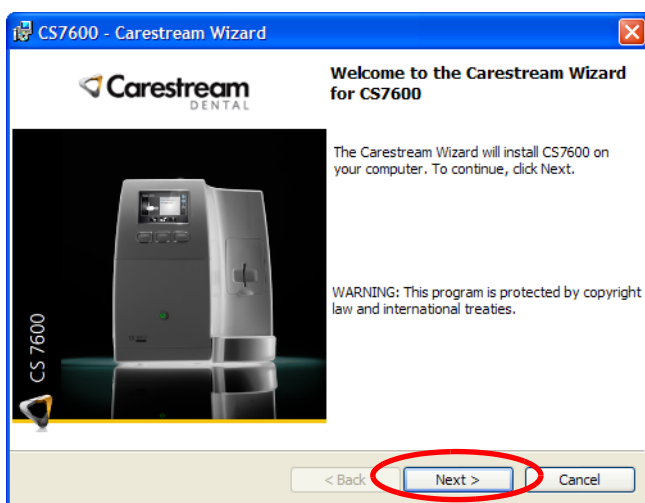 CS7600 - Carestream Wizard
Carestream
DENTAL
Welcome to the Carestream Wizard
for CS7600
The Carestream Wizard will install CS7600 on
your computer. To continue, click Next.
WARNING: This program is protected by copyright
law and international treaties.
CS 7600
< Back
Next >
Cancel